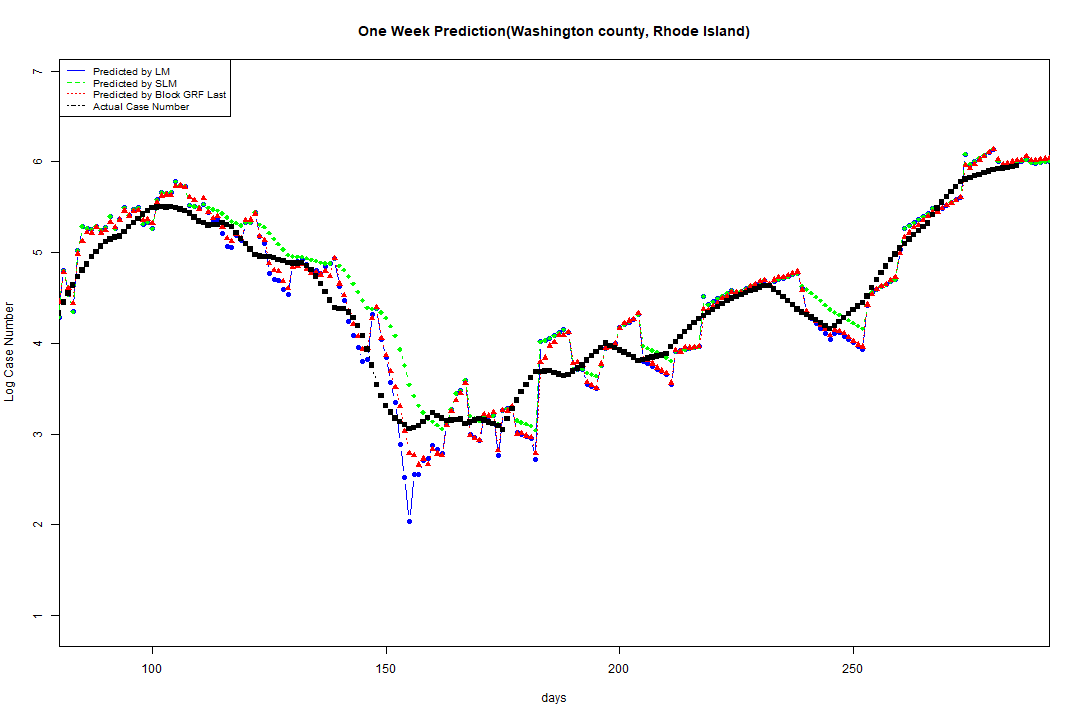 One Week Prediction(Washington county, Rhode Island)
Predicted by LM
Predicted by SLM
Predicted by Block GRF Last
Actual Case Number
7
6
5
4
3
2
1
Log Case Number
100 150 200 250
days